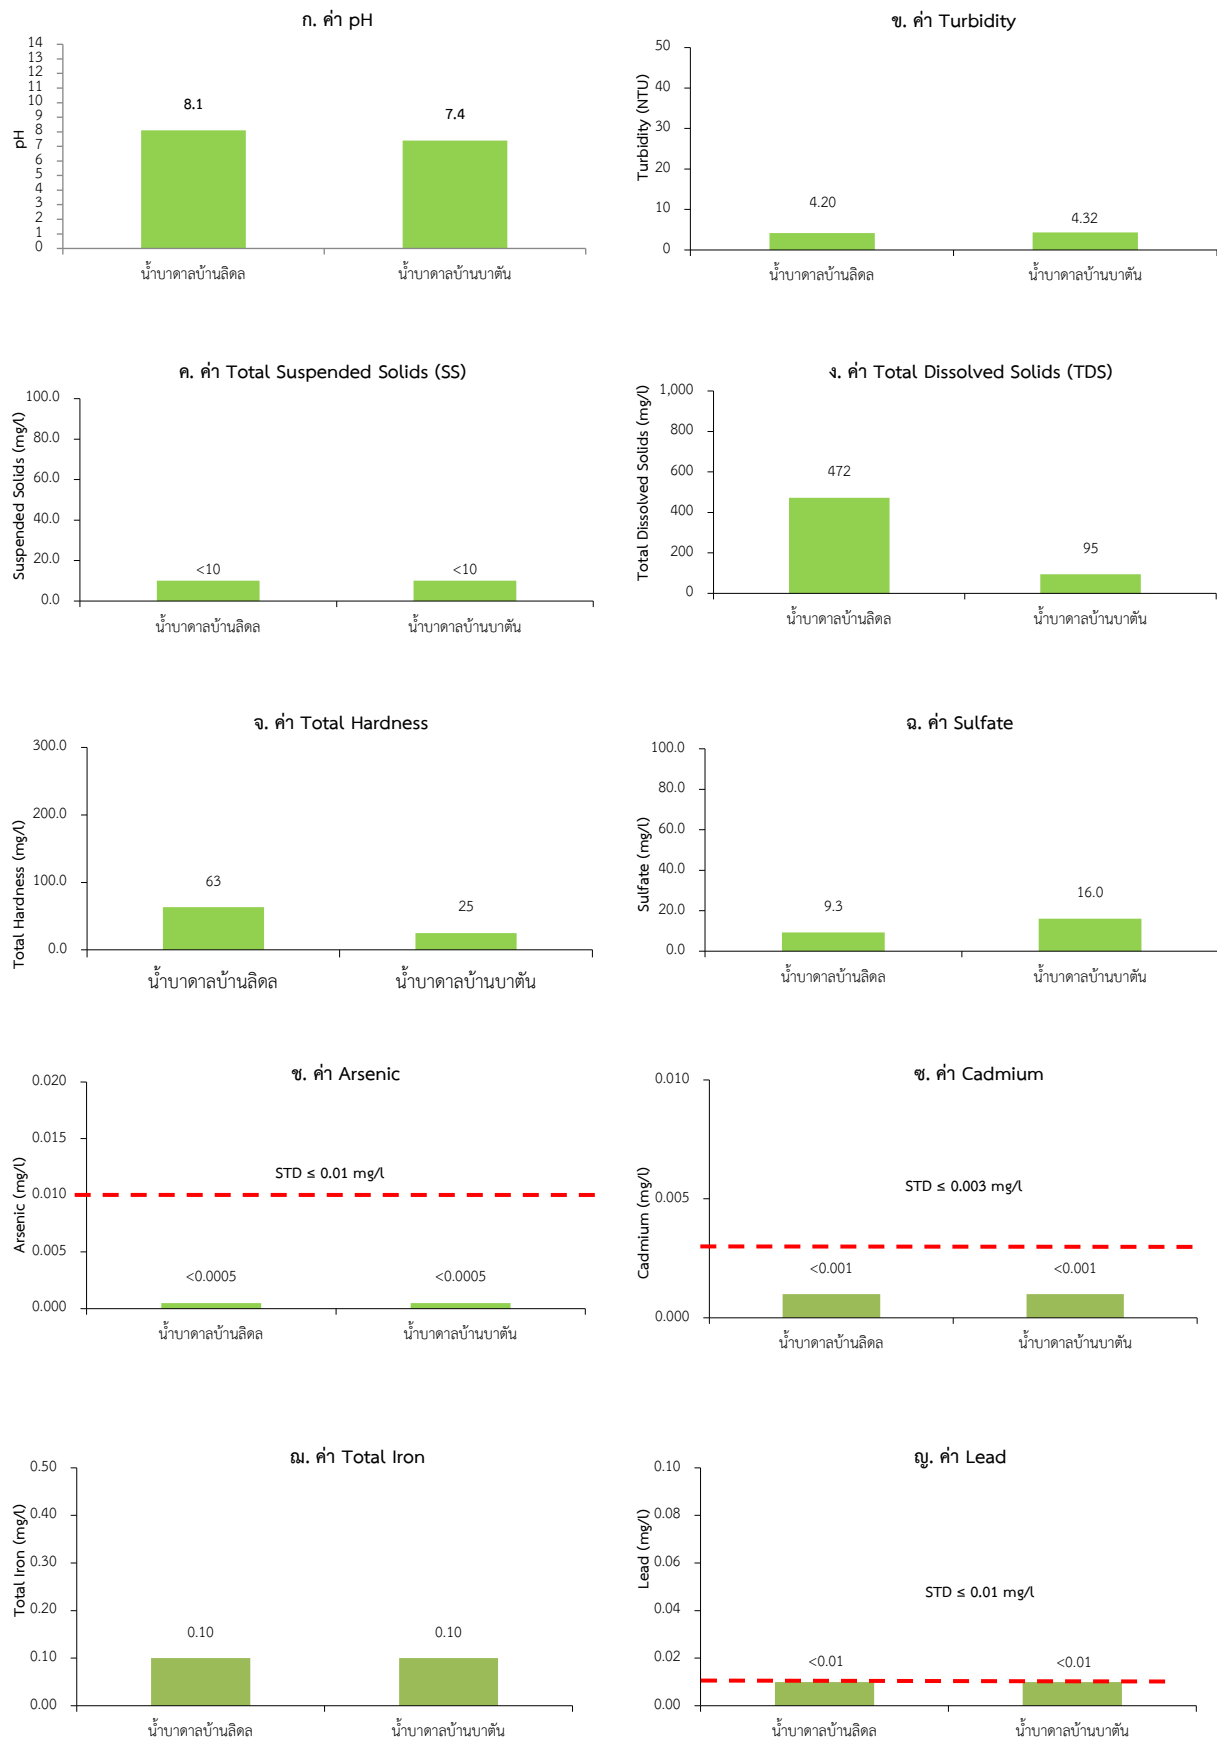 ก. ค่า pH
pH
14
13
12
11
10
9
8
7
6
5
4
3
2
1
0
8.1
7.4
น้ำบาดาลบ้านลิดล
น้ำบาดาลบ้านบาตัน
ข. ค่า Turbidity
Turbidity (NTU)
50
40
30
20
10
0
4.20
4.32
น้ำบาดาลบ้านลิดล
น้ำบาดาลบ้านบาตัน
ค. ค่า Total Suspended Solids (SS)
Suspended Solids (mg/l)
100.0
80.0
60.0
40.0
20.0
0.0
<10
<10
น้ำบาดาลบ้านลิดล
น้ำบาดาลบ้านบาตัน
ง. ค่า Total Dissolved Solids (TDS)
Total Dissolved Solids (mg/l)
1,000
800
600
400
200
0
472
95
น้ำบาดาลบ้านลิดล
น้ำบาดาลบ้านบาตัน
จ. ค่า Total Hardness
Total Hardness (mg/l)
300.0
200.0
100.0
0.0
63
25
น้ำบาดาลบ้านลิดล
น้ำบาดาลบ้านบาตัน
ฉ. ค่า Sulfate
Sulfate (mg/l)
100.0
80.0
60.0
40.0
20.0
0.0
9.3
16.0
น้ำบาดาลบ้านลิดล
น้ำบาดาลบ้านบาตัน
ช. ค่า Arsenic
Arsenic (mg/l)
0.020
0.015
0.010
0.005
0.000
STD ≤ 0.01 mg/l
<0.0005
<0.0005
น้ำบาดาลบ้านลิดล
น้ำบาดาลบ้านบาตัน
ซ. ค่า Cadmium
Cadmium (mg/l)
0.010
0.005
0.000
STD ≤ 0.003 mg/l
<0.001
<0.001
น้ำบาดาลบ้านลิดล
น้ำบาดาลบ้านบาตัน
ฌ. ค่า Total Iron
Total Iron (mg/l)
0.50
0.40
0.30
0.20
0.10
0.00
0.10
0.10
น้ำบาดาลบ้านลิดล
น้ำบาดาลบ้านบาตัน
ญ. ค่า Lead
Lead (mg/l)
0.10
0.08
0.06
0.04
0.02
0.00
STD ≤ 0.01 mg/l
<0.01
<0.01
น้ำบาดาลบ้านลิดล
น้ำบาดาลบ้านบาตัน